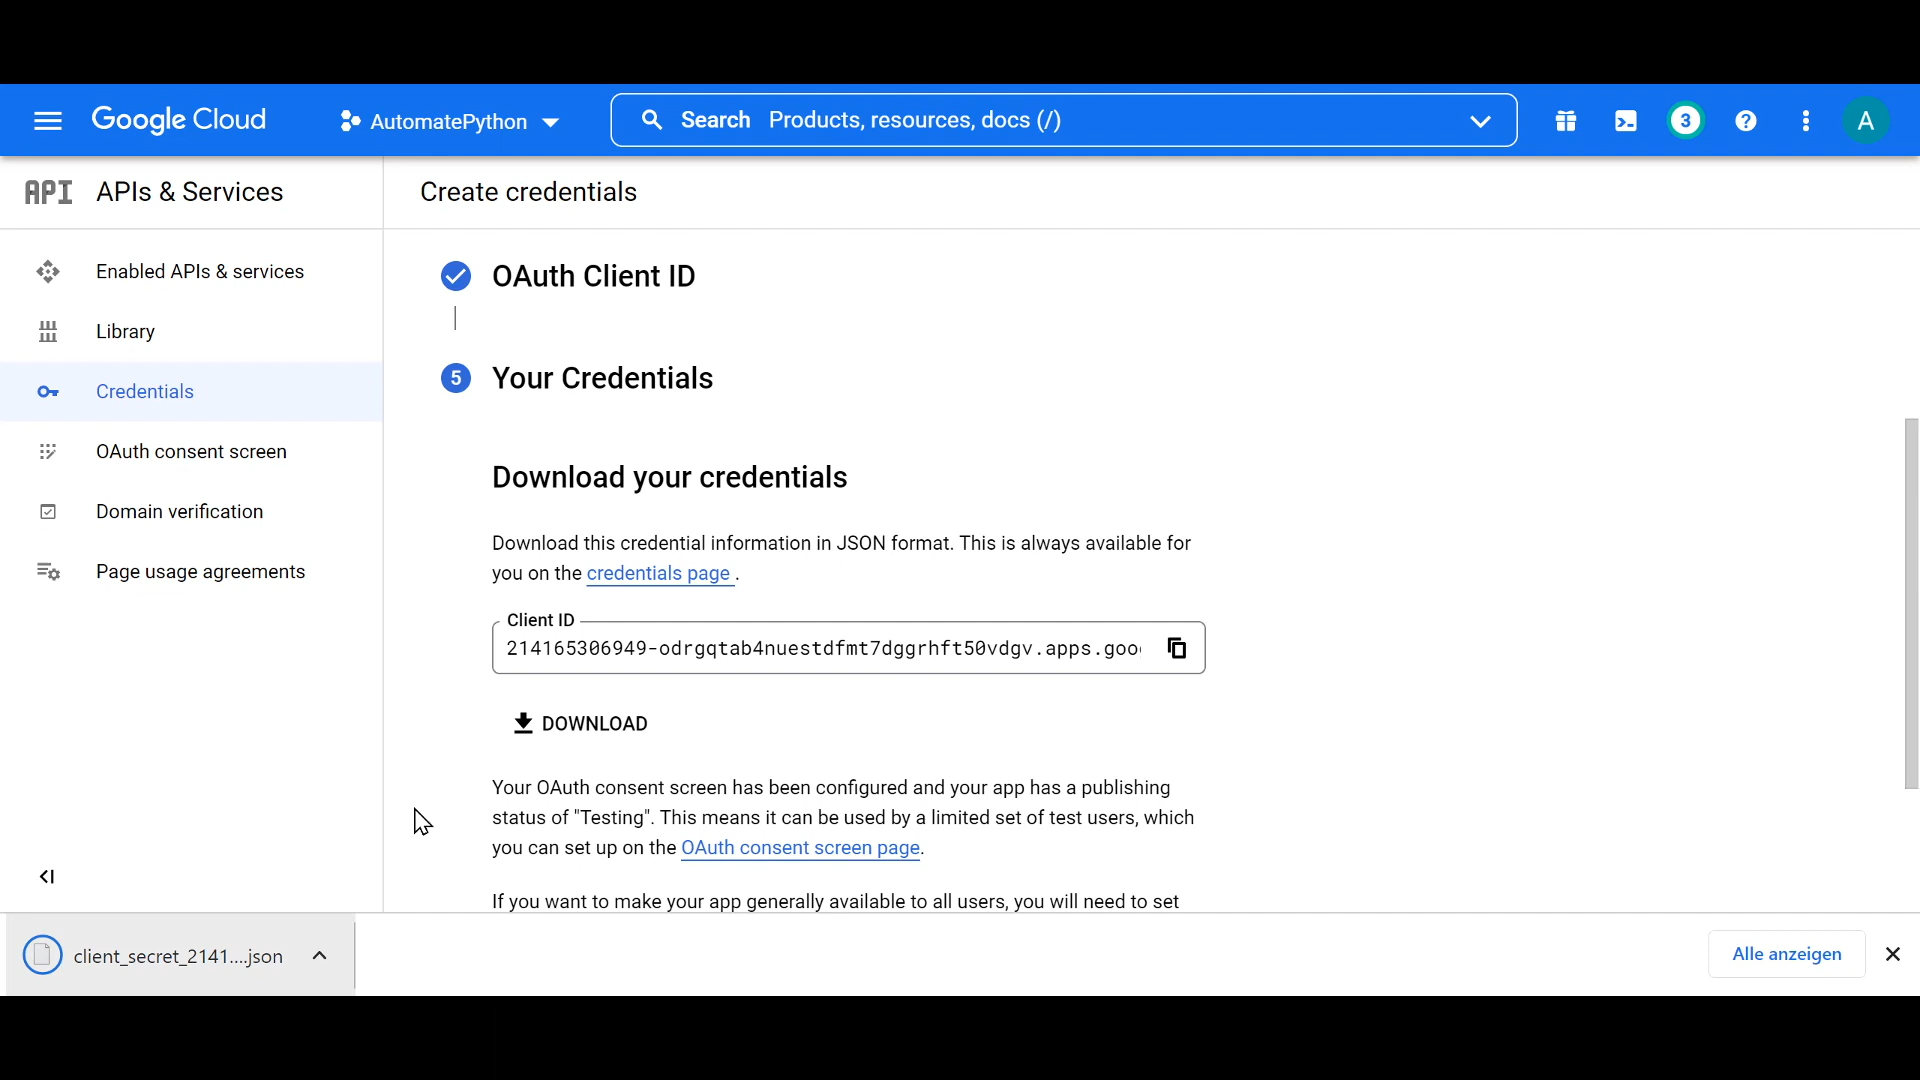 Google Cloud
AutomatePython
Search Products, resources, docs (/)
3
A
API APIs & Services
Create credentials
Enabled APIs & services
Library
Credentials
OAuth consent screen
Domain verification
Page usage agreements
OAuth Client ID
5 Your Credentials
Download your credentials
Download this credential information in JSON format. This is always available for
you on the credentials page .
Client ID
214165306949-odrgqtab4nuestdfmt7dggrhft50vdgv.apps.goo
DOWNLOAD
Your OAuth consent screen has been configured and your app has a publishing
status of "Testing". This means it can be used by a limited set of test users, which
you can set up on the OAuth consent screen page.
If you want to make your app generally available to all users, you will need to set
client_secret_2141....json
Alle anzeigen